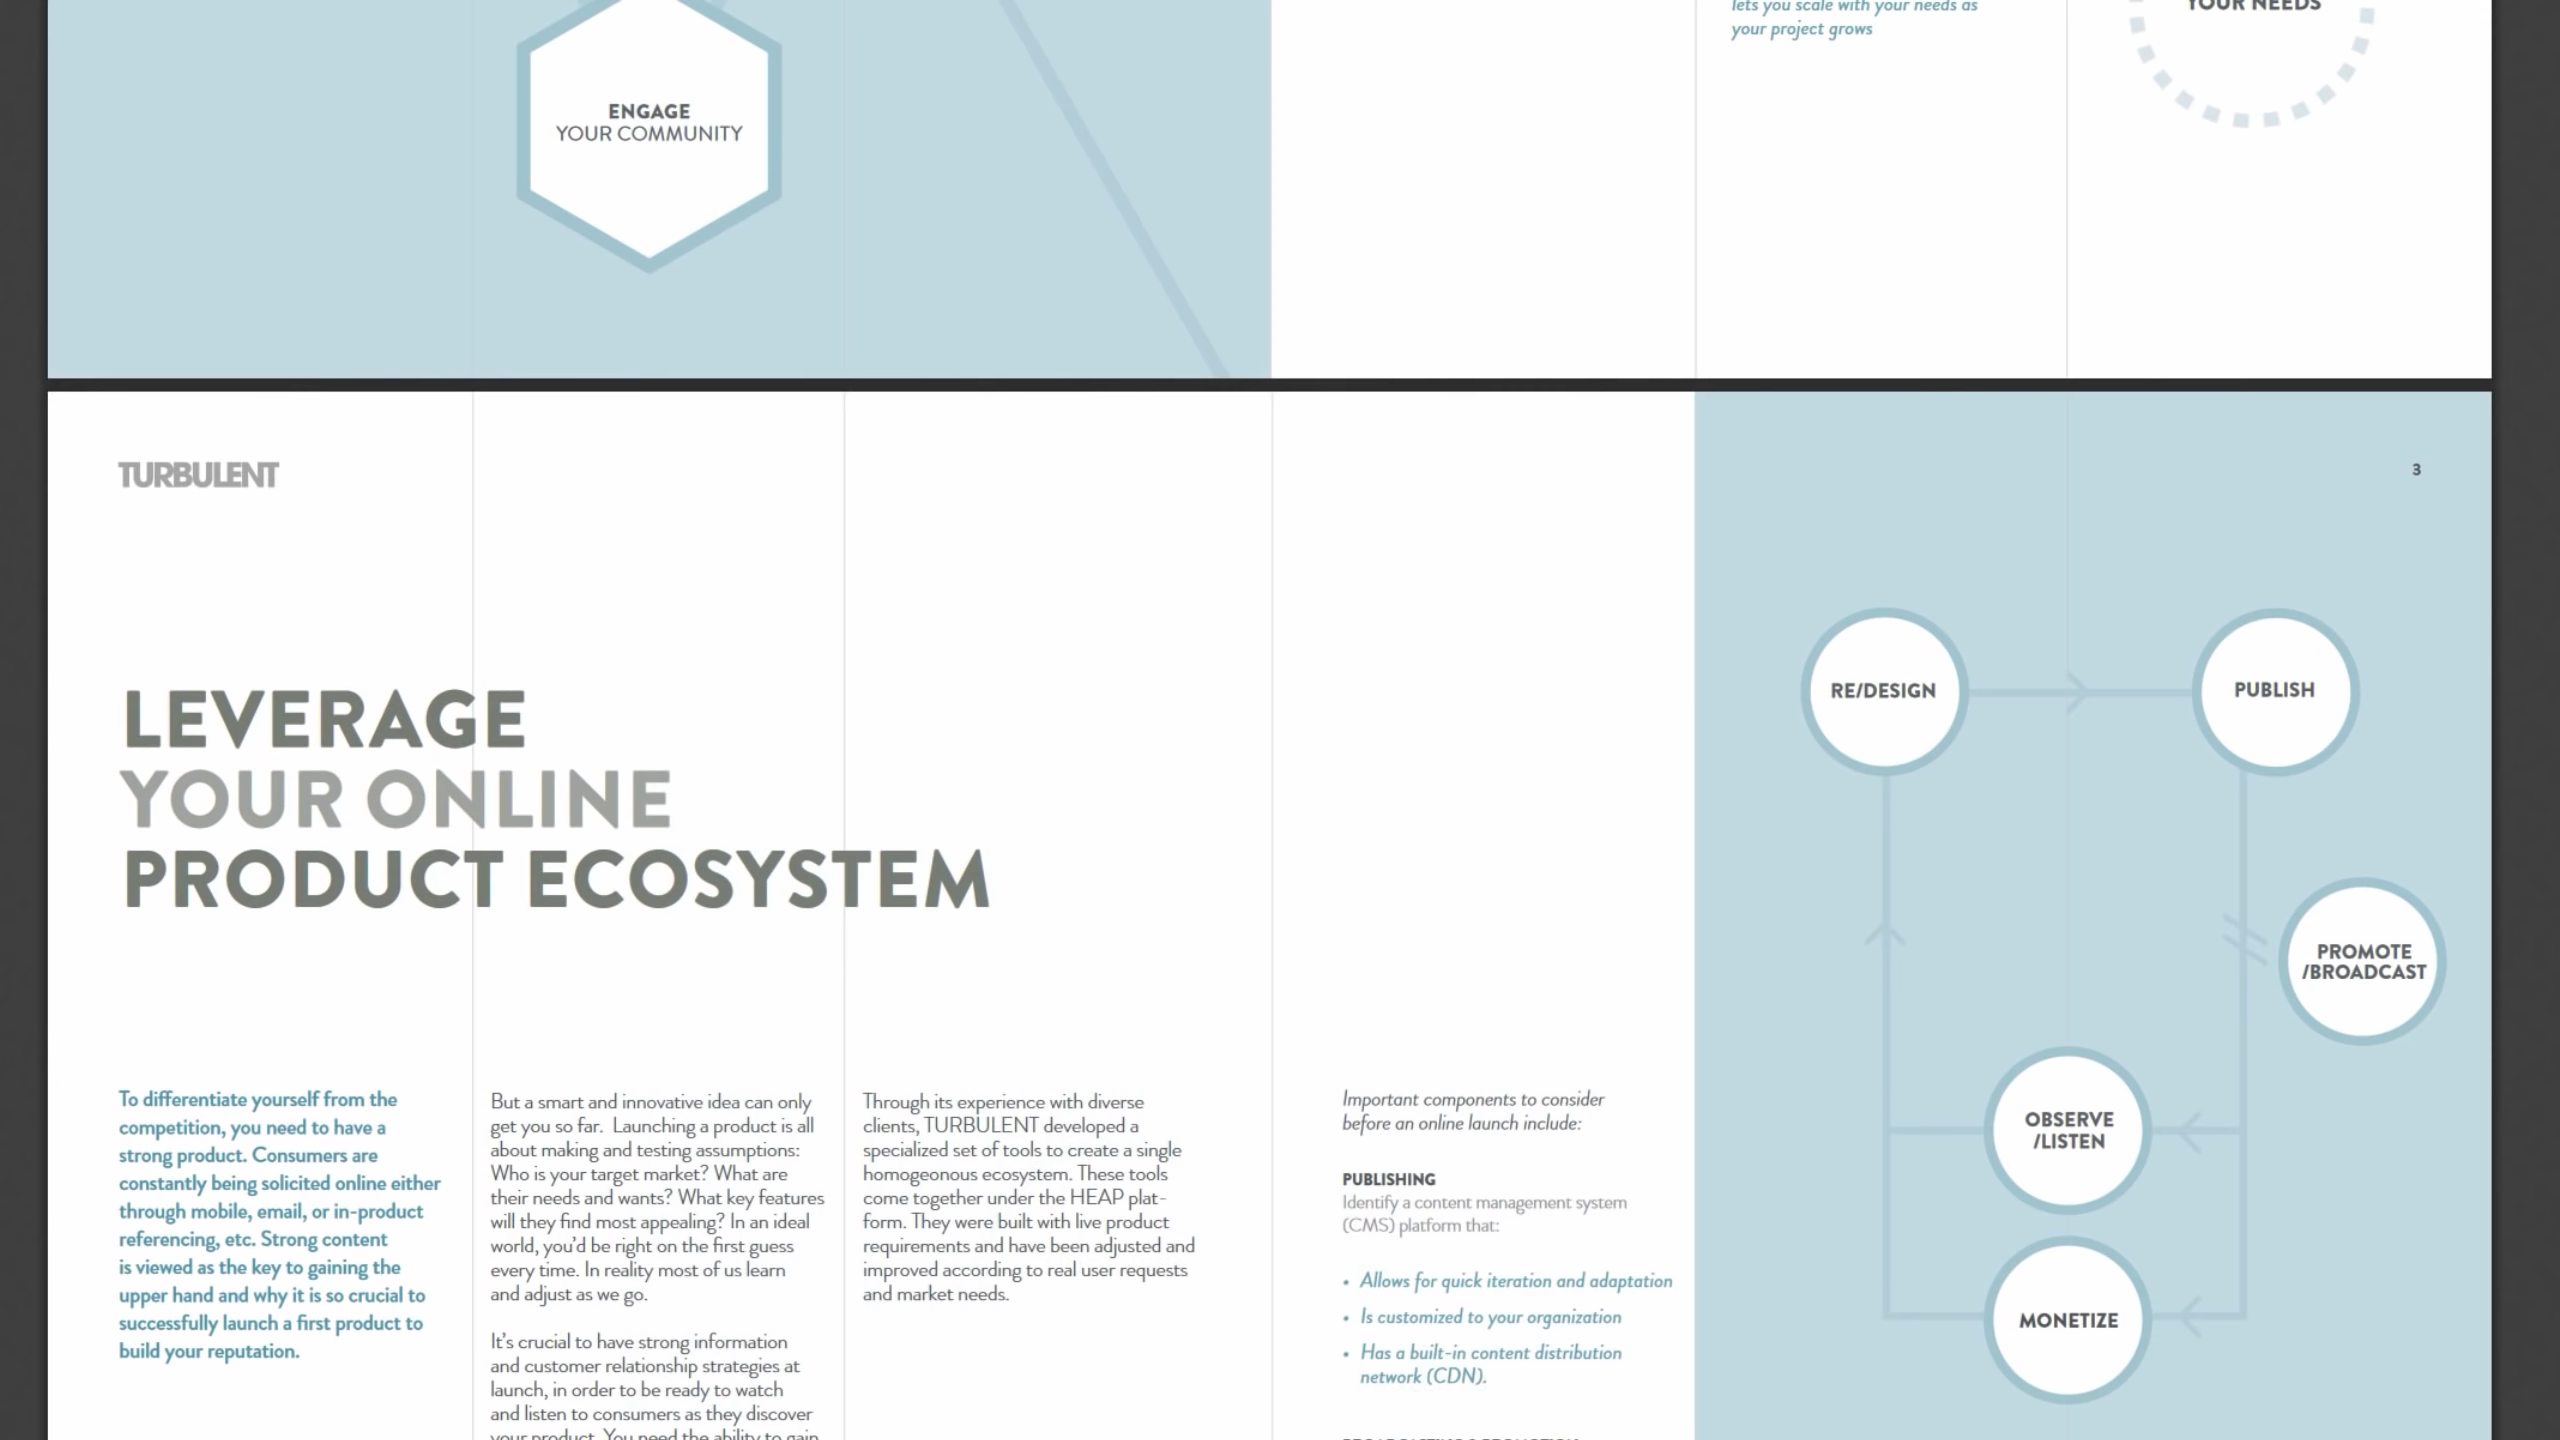 lets you scale with your needs as
your project grows
YOUR NEEDS
ENGAGE
YOUR COMMUNITY
TURBULENT
3
LEVERAGE
YOUR ONLINE
PRODUCT ECOSYSTEM
To differentiate yourself from the
competition, you need to have a
strong product. Consumers are
constantly being solicited online either
through mobile, email, or in-product
referencing, etc. Strong content
is viewed as the key to gaining the
upper hand and why it is so crucial to
successfully launch a first product to
build your reputation.
But a smart and innovative idea can only
get you so far.  Launching a product is all
about making and testing assumptions:
Who is your target market? What are
their needs and wants? What key features
will they find most appealing? In an ideal
world, you'd be right on the first guess
every time. In reality most of us learn
and adjust as we go.
It's crucial to have strong information
and customer relationship strategies at
launch, in order to be ready to watch
and listen to consumers as they discover
your product. You need the ability to gain
Through its experience with diverse
clients, TURBULENT developed a
specialized set of tools to create a single
homogeonous ecosystem. These tools
come together under the HEAP plat-
form. They were built with live product
requirements and have been adjusted and
improved according to real user requests
and market needs.
Important components to consider
before an online launch include:
PUBLISHING
Identify a content management system
(CMS) platform that:
• Allows for quick iteration and adaptation
• Is customized to your organization
• Has a built-in content distribution
network (CDN).
RE/DESIGN
PUBLISH
PROMOTE
/BROADCAST
OBSERVE
/LISTEN
MONETIZE